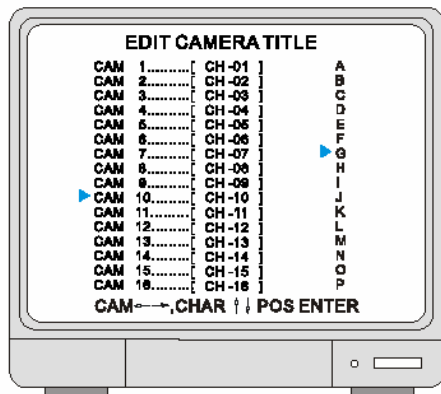 EDIT CAMERA TITLE
CAM 1.........[ CH-01 ] A
CAM 2.........[ CH-02 ] B
CAM 3.........[ CH-03 ] C
CAM 4.........[ CH-04 ] D
CAM 5.........[ CH-05 ] E
CAM 6.........[ CH-06 ] F
CAM 7.........[ CH-07 ] G
CAM 8.........[ CH-08 ] H
CAM 9.........[ CH-09 ] I
CAM 10.........[ CH-10 ] J
CAM 11.........[ CH-11 ] K
CAM 12.........[ CH-12 ] L
CAM 13.........[ CH-13 ] M
CAM 14.........[ CH-14 ] N
CAM 15.........[ CH-15 ] O
CAM 16.........[ CH-16 ] P
CAM ←→,CHAR ↑↓ POS ENTER